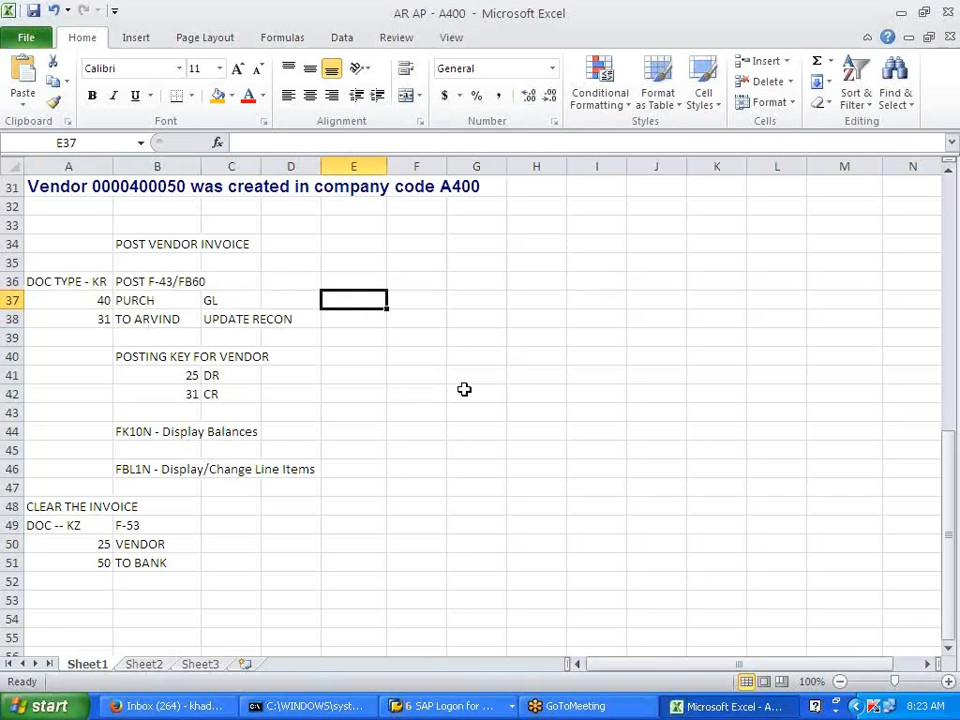 AR AP - A400 - Microsoft Excel
File Home Insert Page Layout Formulas Data Review View
Calibri 11 General
Paste
Conditional Formatting Format as Table Cell Styles
Insert
Delete
Format
Sort & Filter Find & Select
Clipboard Font Alignment Number Styles Cells Editing
E37 fx
A B C D E F G H I J K L M N
31 Vendor 0000400050 was created in company code A400
32
33
34 POST VENDOR INVOICE
35
36 DOC TYPE - KR POST F-43/FB60
37 40 PURCH GL
38 31 TO ARVIND UPDATE RECON
39
40 POSTING KEY FOR VENDOR
41 25 DR
42 31 CR
43
44 FK10N - Display Balances
45
46 FBL1N - Display/Change Line Items
47
48 CLEAR THE INVOICE
49 DOC -- KZ F-53
50 25 VENDOR
51 50 TO BANK
52
53
54
55
Sheet1 Sheet2 Sheet3
Ready 100%
start Inbox (264) - khad... C:\WINDOWS\syst... 6 SAP Logon for ... GoToMeeting Microsoft Excel - A... 8:23 AM